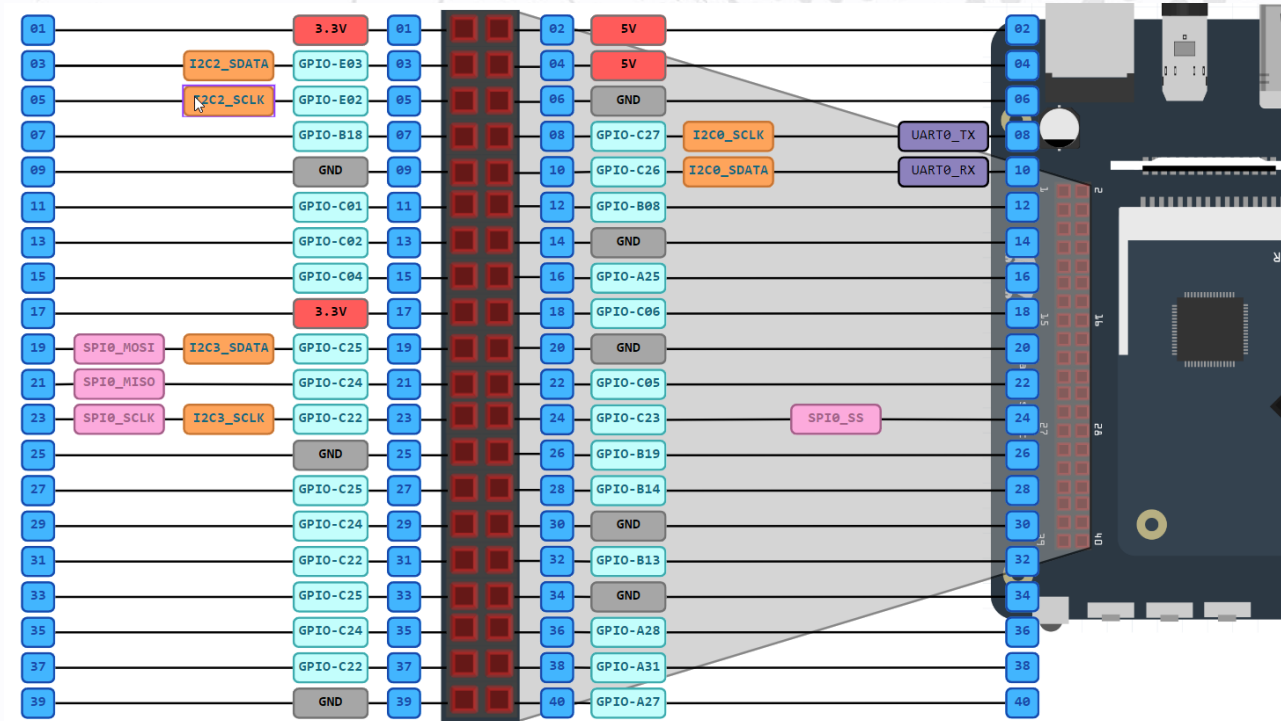 01 3.3V 01 02 5V 02
03 I2C2_SDATA GPIO-E03 03 04 5V 04
05 I2C2_SCLK GPIO-E02 05 06 GND 06
07 GPIO-B18 07 08 GPIO-C27 I2C0_SCLK UART0_TX 08
09 GND 09 10 GPIO-C26 I2C0_SDATA UART0_RX 10
1 2
11 GPIO-C01 11 12 GPIO-B08 12
13 GPIO-C02 13 14 GND 14
R
15 GPIO-C04 15 16 GPIO-A25 16
17 3.3V 17 18 GPIO-C06 18
15 16
19 SPI0_MOSI I2C3_SDATA GPIO-C25 19 20 GND 20
21 SPI0_MISO GPIO-C24 21 22 GPIO-C05 22
23 SPI0_SCLK I2C3_SCLK GPIO-C22 23 24 GPIO-C23 SPI0_SS 24
27 28
25 GND 25 26 GPIO-B19 26
27 GPIO-C25 27 28 GPIO-B14 28
29 GPIO-C24 29 30 GND 30
39 40
31 GPIO-C22 31 32 GPIO-B13 32
33 GPIO-C25 33 34 GND 34
35 GPIO-C24 35 36 GPIO-A28 36
37 GPIO-C22 37 38 GPIO-A31 38
39 GND 39 40 GPIO-A27 40